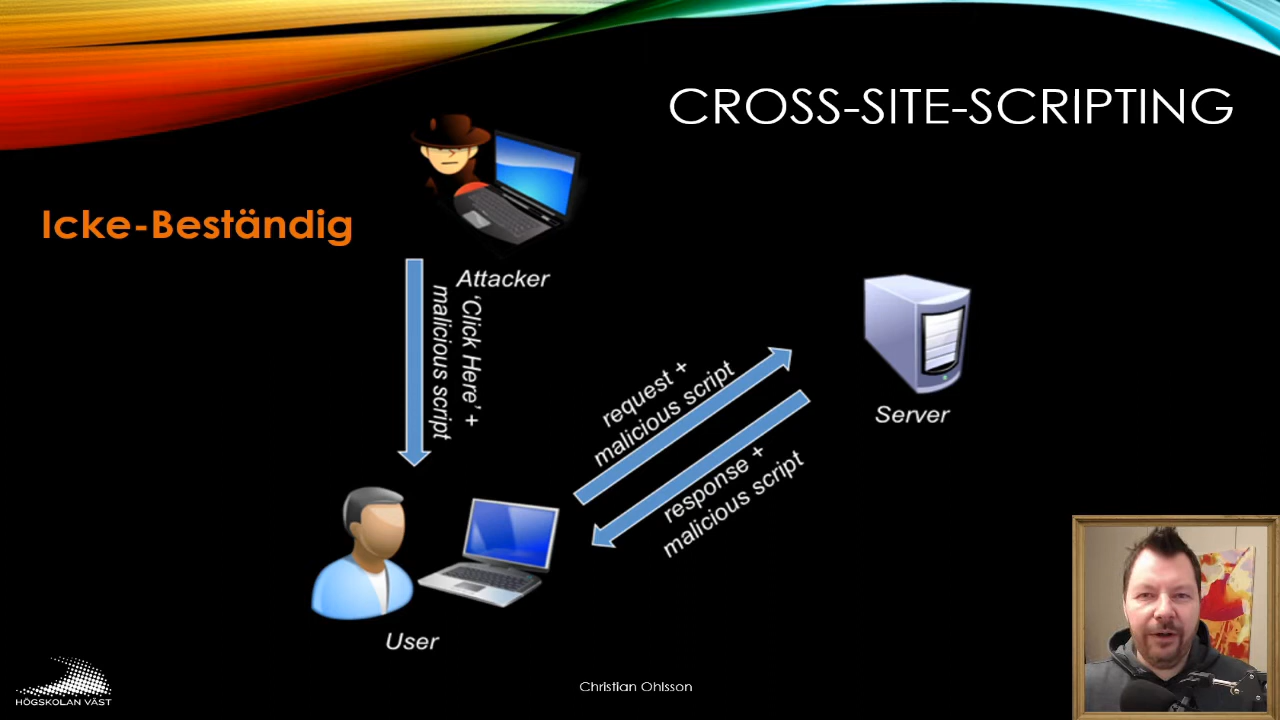 CROSS-SITE-SCRIPTING
Icke-Beständig
Attacker
'Click Here' +
malicious script
request +
malicious script
Server
response +
malicious script
User
Christian Ohlsson
HÖGSKOLAN VÄST